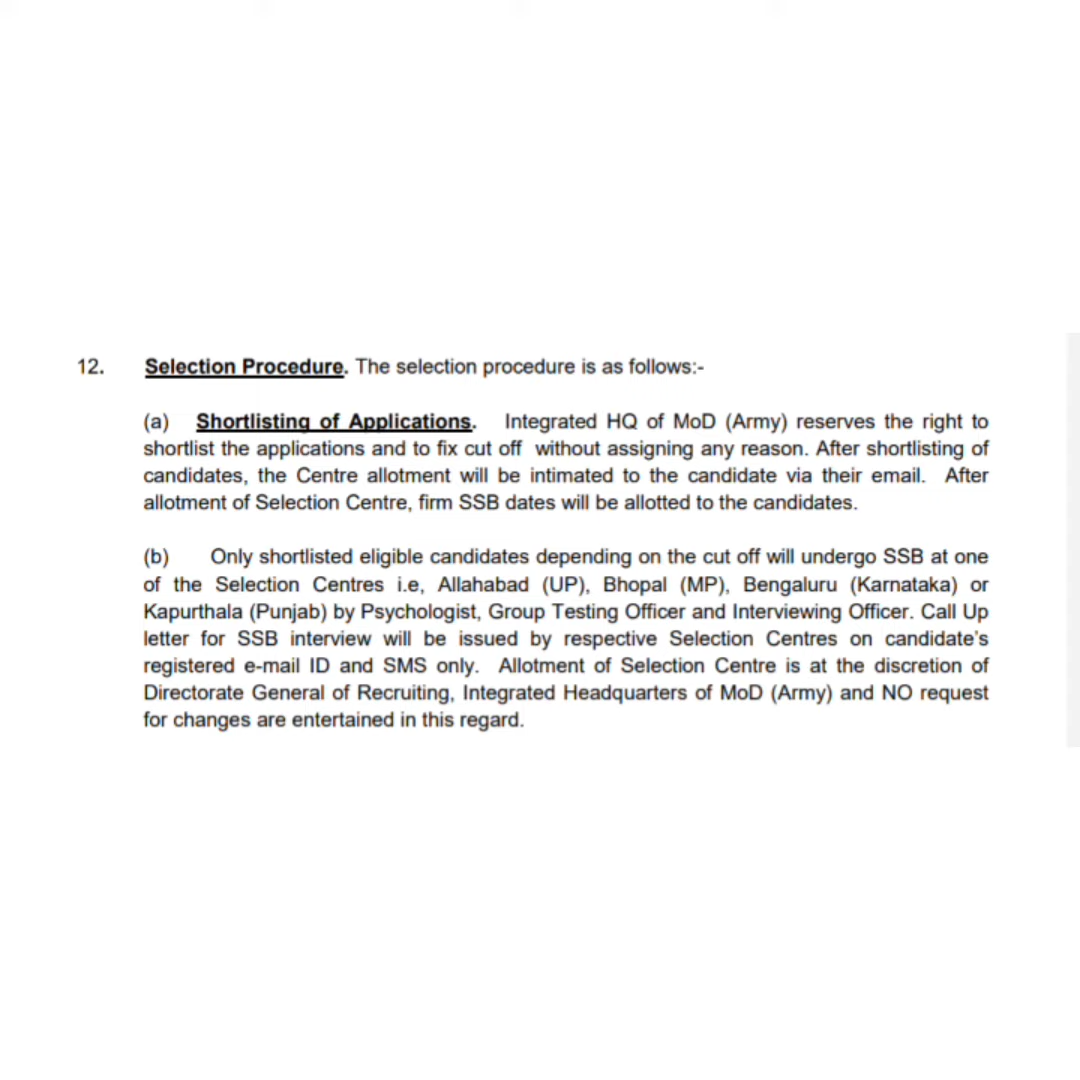 12. Selection Procedure. The selection procedure is as follows:-
(a) Shortlisting of Applications. Integrated HQ of MoD (Army) reserves the right to
shortlist the applications and to fix cut off without assigning any reason. After shortlisting of
candidates, the Centre allotment will be intimated to the candidate via their email. After
allotment of Selection Centre, firm SSB dates will be allotted to the candidates.
(b) Only shortlisted eligible candidates depending on the cut off will undergo SSB at one
of the Selection Centres i.e, Allahabad (UP), Bhopal (MP), Bengaluru (Karnataka) or
Kapurthala (Punjab) by Psychologist, Group Testing Officer and Interviewing Officer. Call Up
letter for SSB interview will be issued by respective Selection Centres on candidate's
registered e-mail ID and SMS only. Allotment of Selection Centre is at the discretion of
Directorate General of Recruiting, Integrated Headquarters of MoD (Army) and NO request
for changes are entertained in this regard.